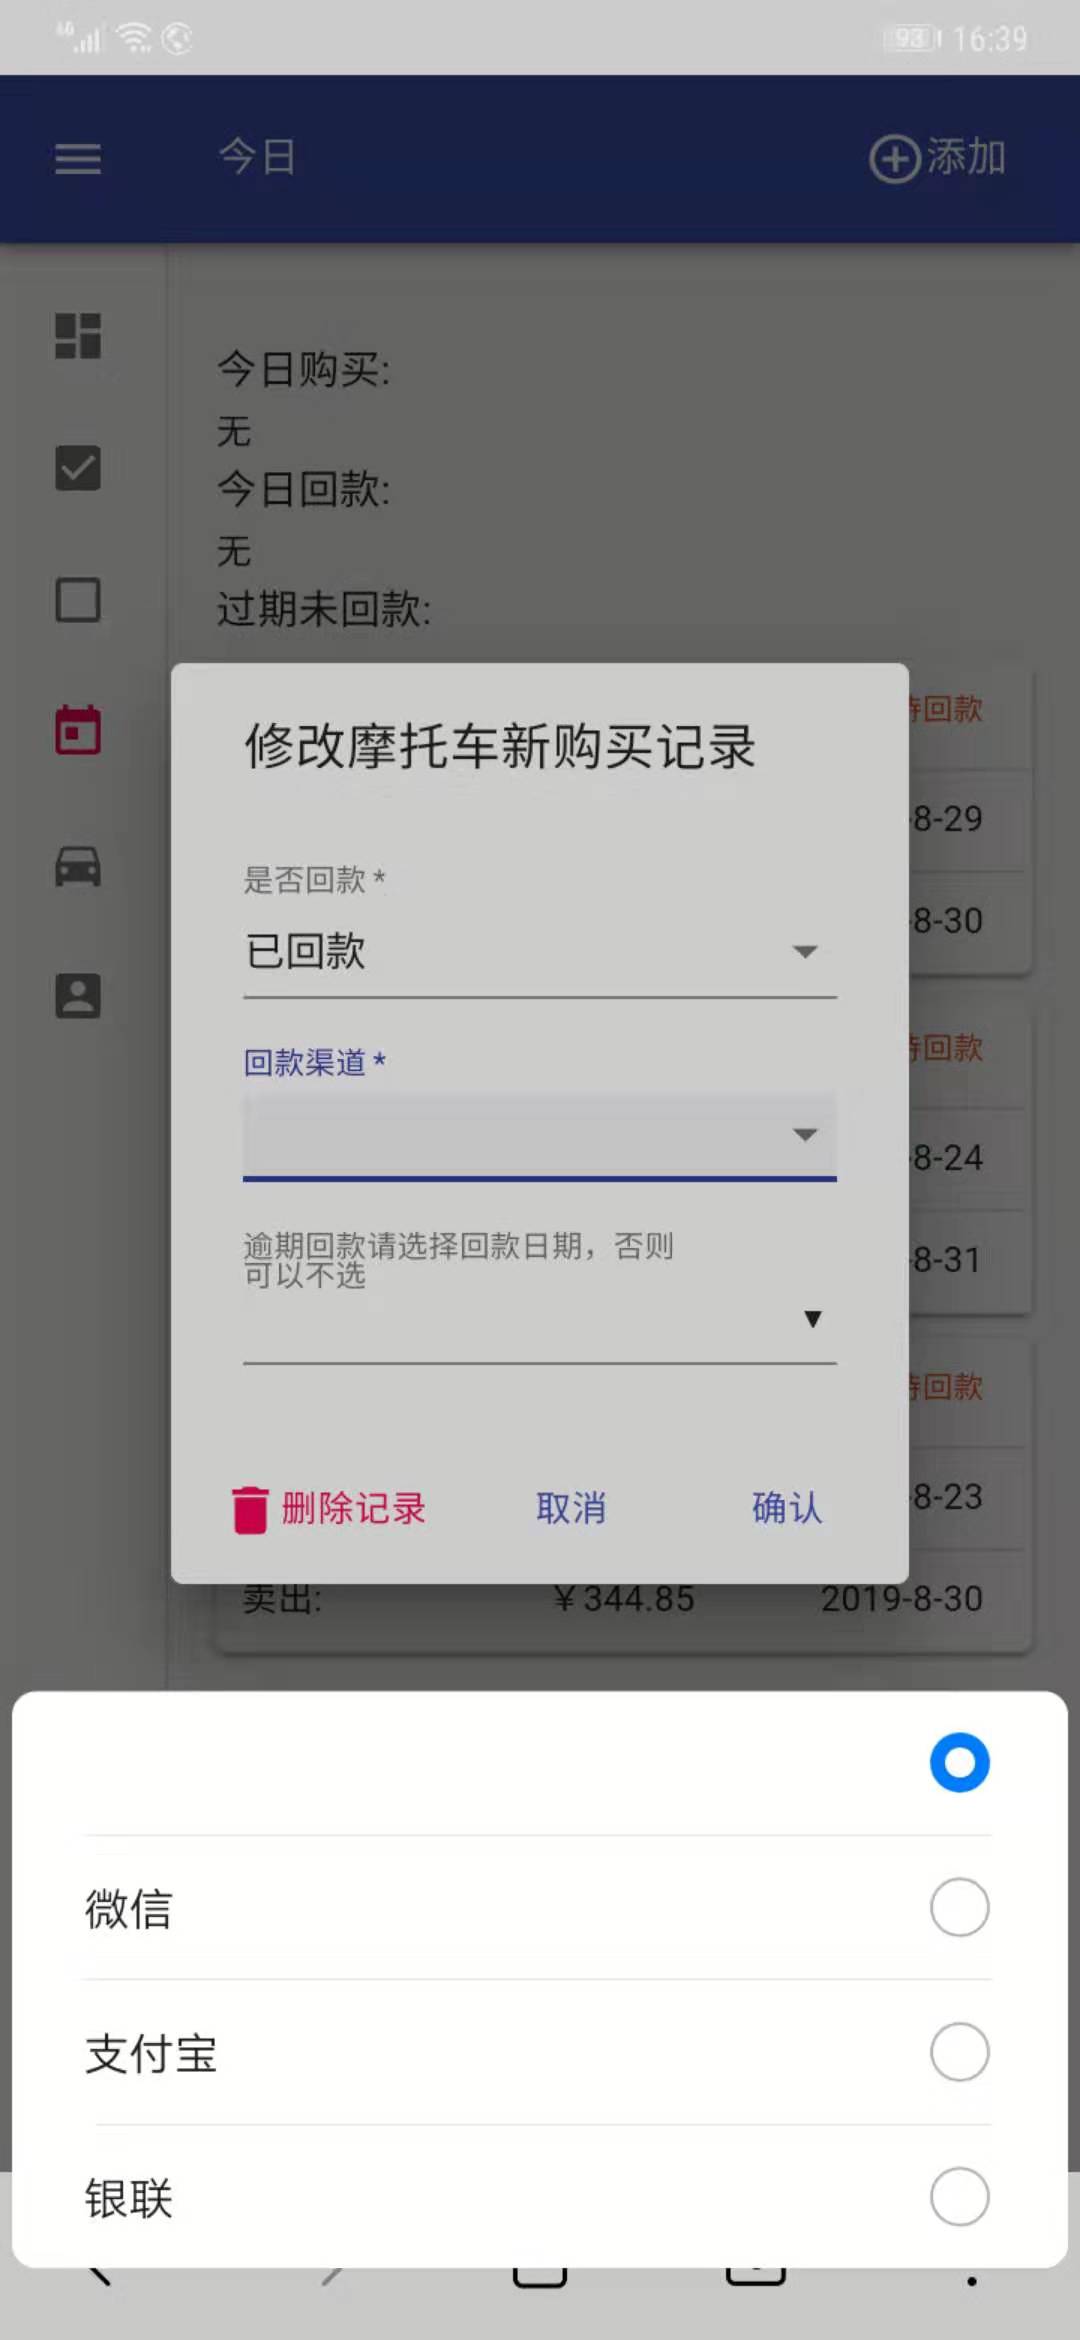 93 16:39
今日 添加
今日购买:
无
今日回款:
无
过期未回款:
待回款
修改摩托车新购买记录
-8-29
是否回款 *
已回款
-8-30
待回款
回款渠道 *
-8-24
逾期回款请选择回款日期，否则
可以不选
-8-31
待回款
删除记录 取消 确认
-8-23
卖出: ￥344.85 2019-8-30
微信
支付宝
银联